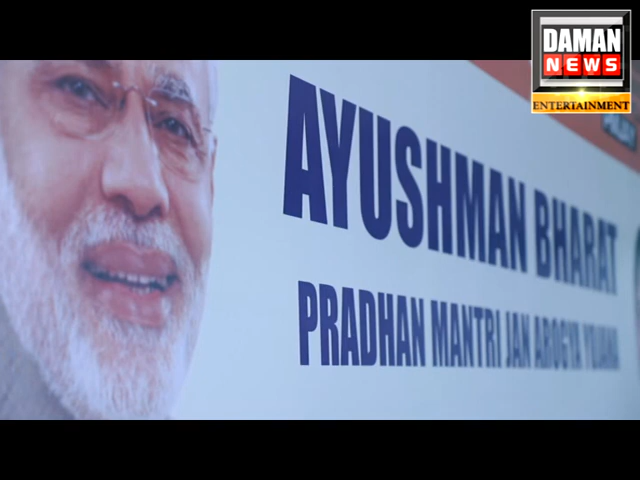 DAMAN
NEWS
ENTERTAINMENT
AYUSHMAN BHARAT
PRADHAN MANTRI JAN AROGYA YOJANA